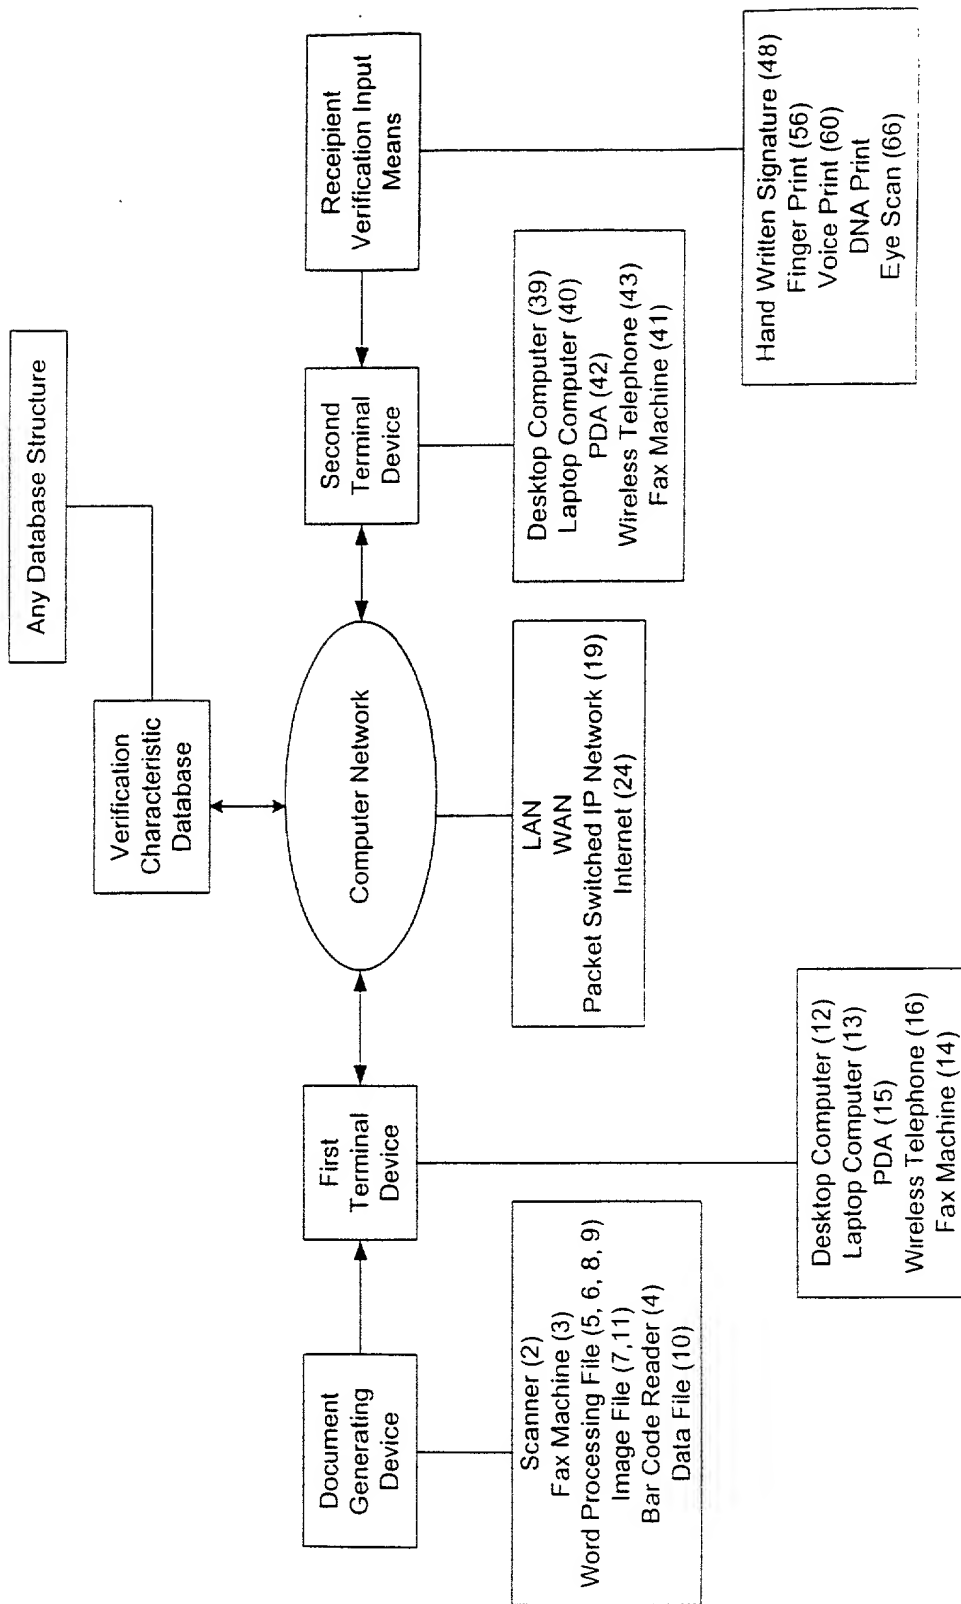 Any Database Structure
Verification
Characteristic
Database
Document
Generating
Device
First
Terminal
Device
Computer Network
Second
Terminal
Device
Receipient
Verification Input
Means
Scanner (2)
Fax Machine (3)
Word Processing File (5, 6, 8, 9)
Image File (7,11)
Bar Code Reader (4)
Data File (10)
LAN
WAN
Packet Switched IP Network (19)
Internet (24)
Desktop Computer (39)
Laptop Computer (40)
PDA (42)
Wireless Telephone (43)
Fax Machine (41)
Desktop Computer (12)
Laptop Computer (13)
PDA (15)
Wireless Telephone (16)
Fax Machine (14)
Hand Written Signature (48)
Finger Print (56)
Voice Print (60)
DNA Print
Eye Scan (66)